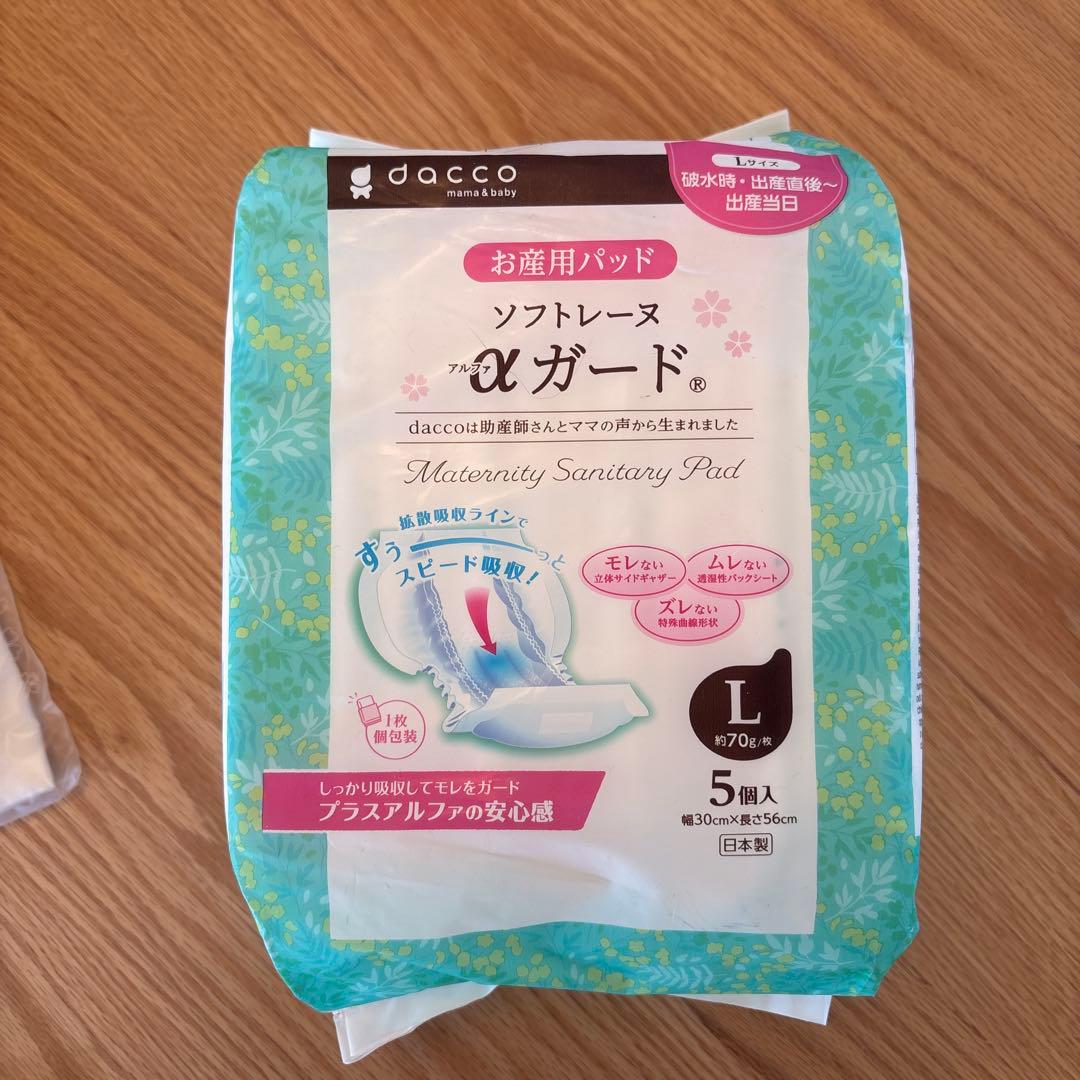 dacco
mama & baby
Lサイズ
破水時・出産直後〜
出産当日
お産用パッド
ソフトレーヌ
アルファ
αガード®
daccoは助産師さんとママの声から生まれました
Maternity Sanitary Pad
拡散吸収ラインで
すぅーっと
スピード吸収!
モレない
立体サイドギャザー
ムレない
透湿性バックシート
ズレない
特殊曲線形状
1枚
個包装
L
約70g/枚
しっかり吸収してモレをガード
プラスアルファの安心感
5個入
幅30cm×長さ56cm
日本製